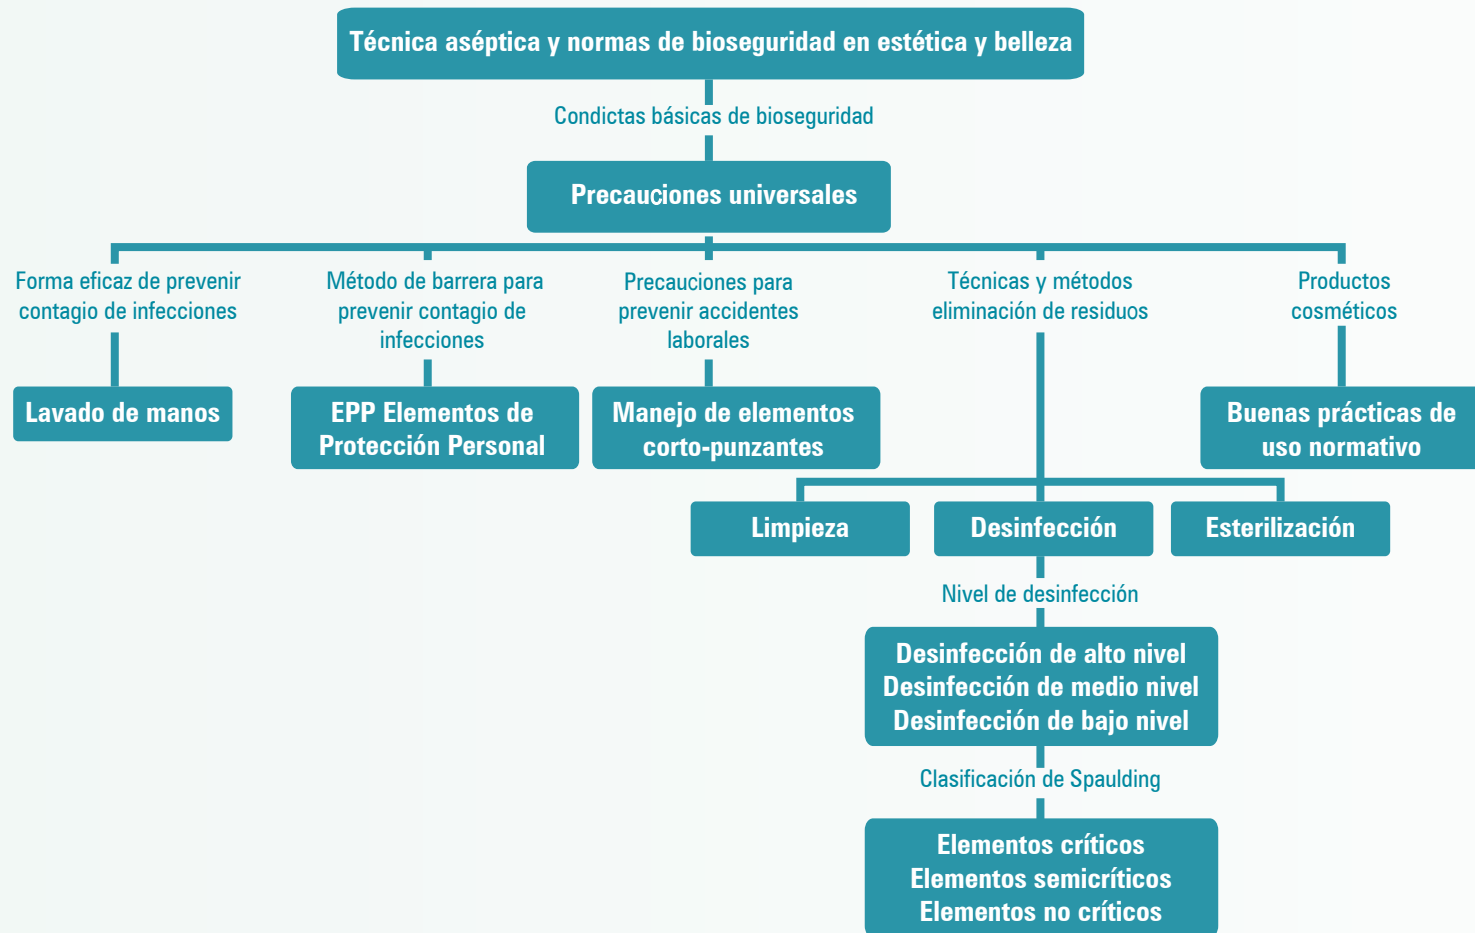 Técnica aséptica y normas de bioseguridad en estética y belleza
Condictas básicas de bioseguridad
Precauciones universales
Forma eficaz de prevenir
contagio de infecciones
Lavado de manos
Método de barrera para
prevenir contagio de
infecciones
EPP Elementos de
Protección Personal
Precauciones para
prevenir accidentes
laborales
Manejo de elementos
corto-punzantes
Técnicas y métodos
eliminación de residuos
Productos
cosméticos
Buenas prácticas de
uso normativo
Limpieza
Desinfección
Esterilización
Nivel de desinfección
Desinfección de alto nivel
Desinfección de medio nivel
Desinfección de bajo nivel
Clasificación de Spaulding
Elementos críticos
Elementos semicríticos
Elementos no críticos